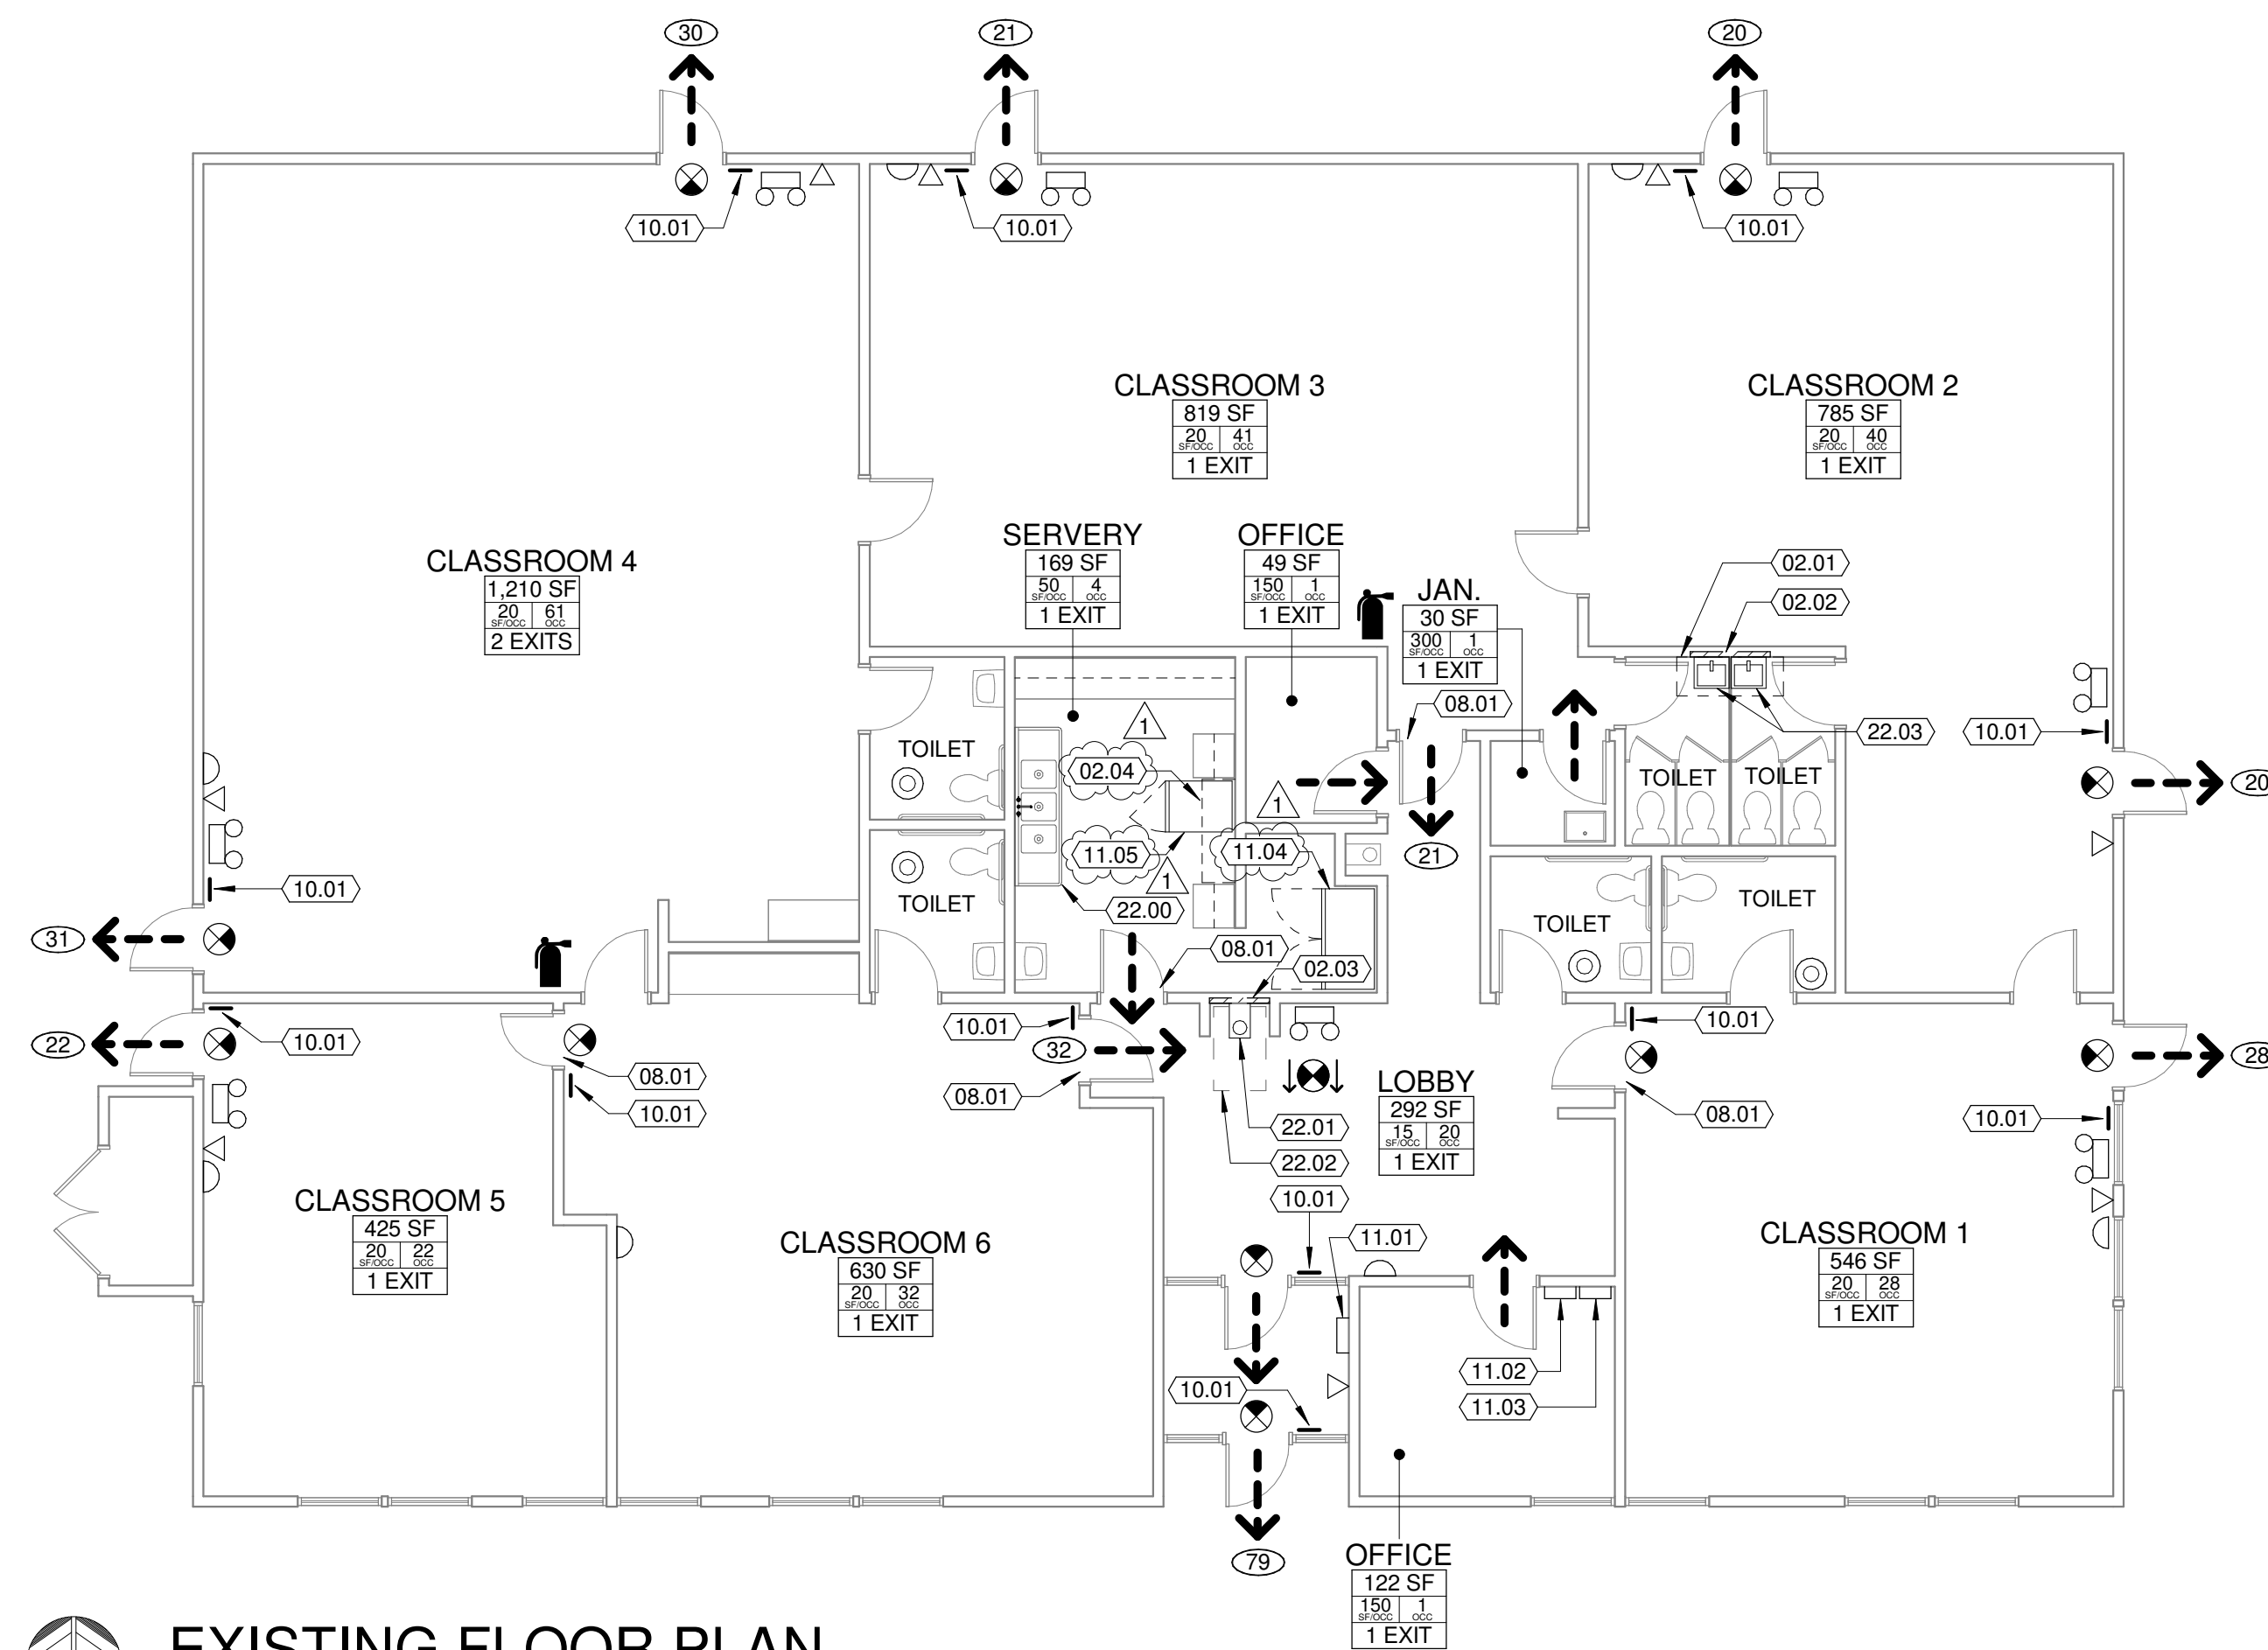 30
21
20
10.01
10.01
10.01
CLASSROOM 3
819 SF
20 SF/OCC 41 OCC
1 EXIT
CLASSROOM 2
785 SF
20 SF/OCC 40 OCC
1 EXIT
CLASSROOM 4
1,210 SF
20 SF/OCC 61 OCC
2 EXITS
SERVERY
169 SF
50 SF/OCC 4 OCC
1 EXIT
OFFICE
49 SF
150 SF/OCC 1 OCC
1 EXIT
JAN.
30 SF
300 SF/OCC 1 OCC
1 EXIT
02.01
02.02
08.01
22.03
10.01
TOILET
1
02.04
TOILET
TOILET
20
1
11.05
11.04
21
1
TOILET
22.00
TOILET
TOILET
10.01
31
08.01
02.03
22
10.01
10.01
32
10.01
28
08.01
10.01
08.01
08.01
10.01
22.01
22.02
10.01
LOBBY
292 SF
15 SF/OCC 20 OCC
1 EXIT
CLASSROOM 5
425 SF
20 SF/OCC 22 OCC
1 EXIT
CLASSROOM 6
630 SF
20 SF/OCC 32 OCC
1 EXIT
11.01
CLASSROOM 1
546 SF
20 SF/OCC 28 OCC
1 EXIT
10.01
11.02
11.03
79
OFFICE
122 SF
150 SF/OCC 1 OCC
1 EXIT
EXISTING FLOOR PLAN